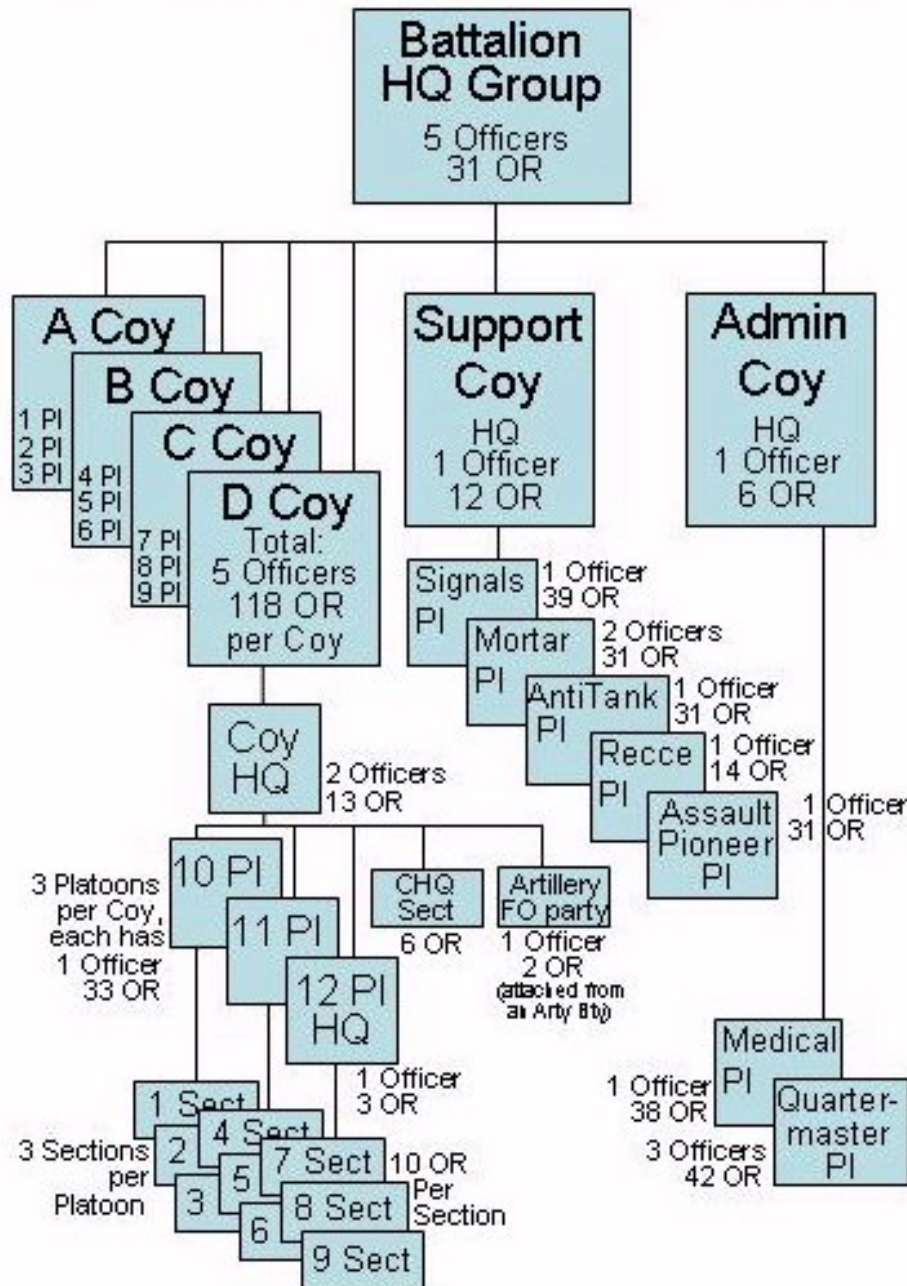 Battalion
HQ Group
5 Officers
31 OR
A Coy
1 Pl
2 Pl
3 Pl
B Coy
4 Pl
5 Pl
6 Pl
C Coy
7 Pl
8 Pl
9 Pl
D Coy
Total:
5 Officers
118 OR
per Coy
Support
Coy
HQ
1 Officer
12 OR
Admin
Coy
HQ
1 Officer
6 OR
Signals
Pl
1 Officer
39 OR
Mortar
Pl
2 Officers
31 OR
AntiTank
Pl
1 Officer
31 OR
Recce
Pl
1 Officer
14 OR
Assault
Pioneer
Pl
1 Officer
31 OR
Coy
HQ
2 Officers
13 OR
3 Platoons
per Coy,
each has
1 Officer
33 OR
10 Pl
11 Pl
12 Pl
HQ
1 Officer
3 OR
CHQ
Sect
6 OR
Artillery
FO party
1 Officer
2 OR
(attached from
an Arty Bty)
3 Sections
per
Platoon
1 Sect
2
3
4 Sect
5
6
7 Sect
8 Sect
9 Sect
10 OR
Per
Section
Medical
Pl
1 Officer
38 OR
Quarter-
master
Pl
3 Officers
42 OR